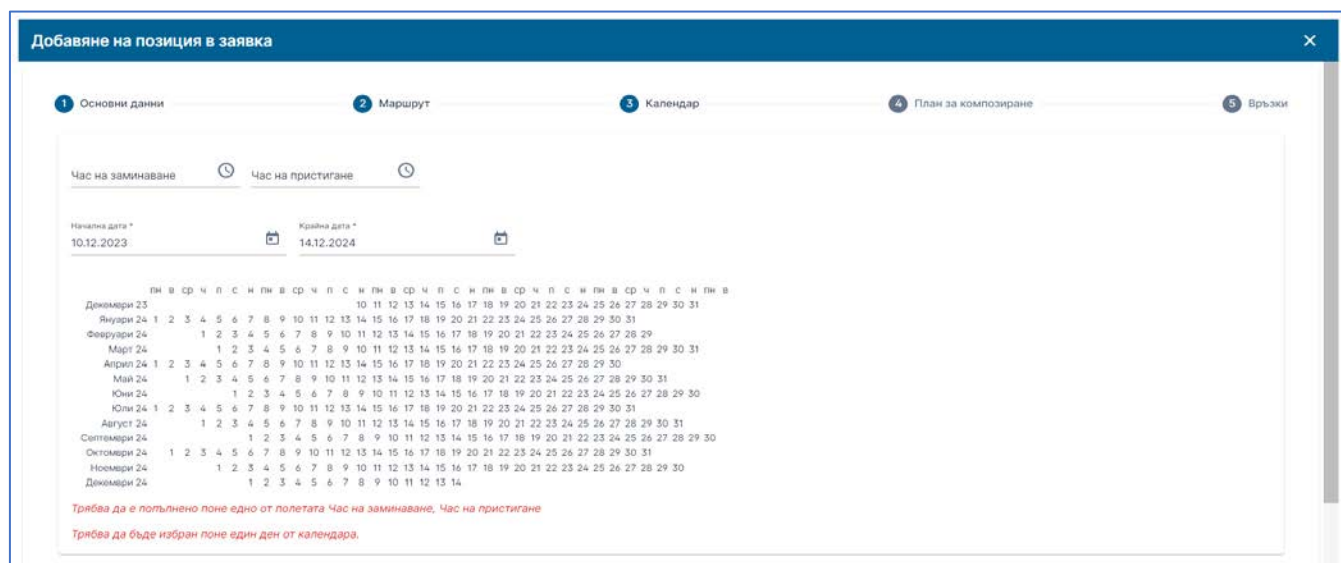 Добавяне на позиция в заявка
1 Основни данни 2 Маршрут 3 Календар 4 План за композиране 5 Връзки
Час на заминаване Час на пристигане
Начална дата * Крайна дата *
10.12.2023 14.12.2024
пн в ср ч п с н пн в ср ч п с н пн в ср ч п с н пн в ср ч п с н пн в ср ч п с н пн в
Декември 23 10 11 12 13 14 15 16 17 18 19 20 21 22 23 24 25 26 27 28 29 30 31
Януари 24 1 2 3 4 5 6 7 8 9 10 11 12 13 14 15 16 17 18 19 20 21 22 23 24 25 26 27 28 29 30 31
Февруари 24 1 2 3 4 5 6 7 8 9 10 11 12 13 14 15 16 17 18 19 20 21 22 23 24 25 26 27 28 29
Март 24 1 2 3 4 5 6 7 8 9 10 11 12 13 14 15 16 17 18 19 20 21 22 23 24 25 26 27 28 29 30 31
Април 24 1 2 3 4 5 6 7 8 9 10 11 12 13 14 15 16 17 18 19 20 21 22 23 24 25 26 27 28 29 30
Май 24 1 2 3 4 5 6 7 8 9 10 11 12 13 14 15 16 17 18 19 20 21 22 23 24 25 26 27 28 29 30 31
Юни 24 1 2 3 4 5 6 7 8 9 10 11 12 13 14 15 16 17 18 19 20 21 22 23 24 25 26 27 28 29 30
Юли 24 1 2 3 4 5 6 7 8 9 10 11 12 13 14 15 16 17 18 19 20 21 22 23 24 25 26 27 28 29 30 31
Август 24 1 2 3 4 5 6 7 8 9 10 11 12 13 14 15 16 17 18 19 20 21 22 23 24 25 26 27 28 29 30 31
Септември 24 1 2 3 4 5 6 7 8 9 10 11 12 13 14 15 16 17 18 19 20 21 22 23 24 25 26 27 28 29 30
Октомври 24 1 2 3 4 5 6 7 8 9 10 11 12 13 14 15 16 17 18 19 20 21 22 23 24 25 26 27 28 29 30 31
Ноември 24 1 2 3 4 5 6 7 8 9 10 11 12 13 14 15 16 17 18 19 20 21 22 23 24 25 26 27 28 29 30
Декември 24 1 2 3 4 5 6 7 8 9 10 11 12 13 14
Трябва да е попълнено поне едно от полетата Час на заминаване, Час на пристигане
Трябва да бъде избран поне един ден от календара.